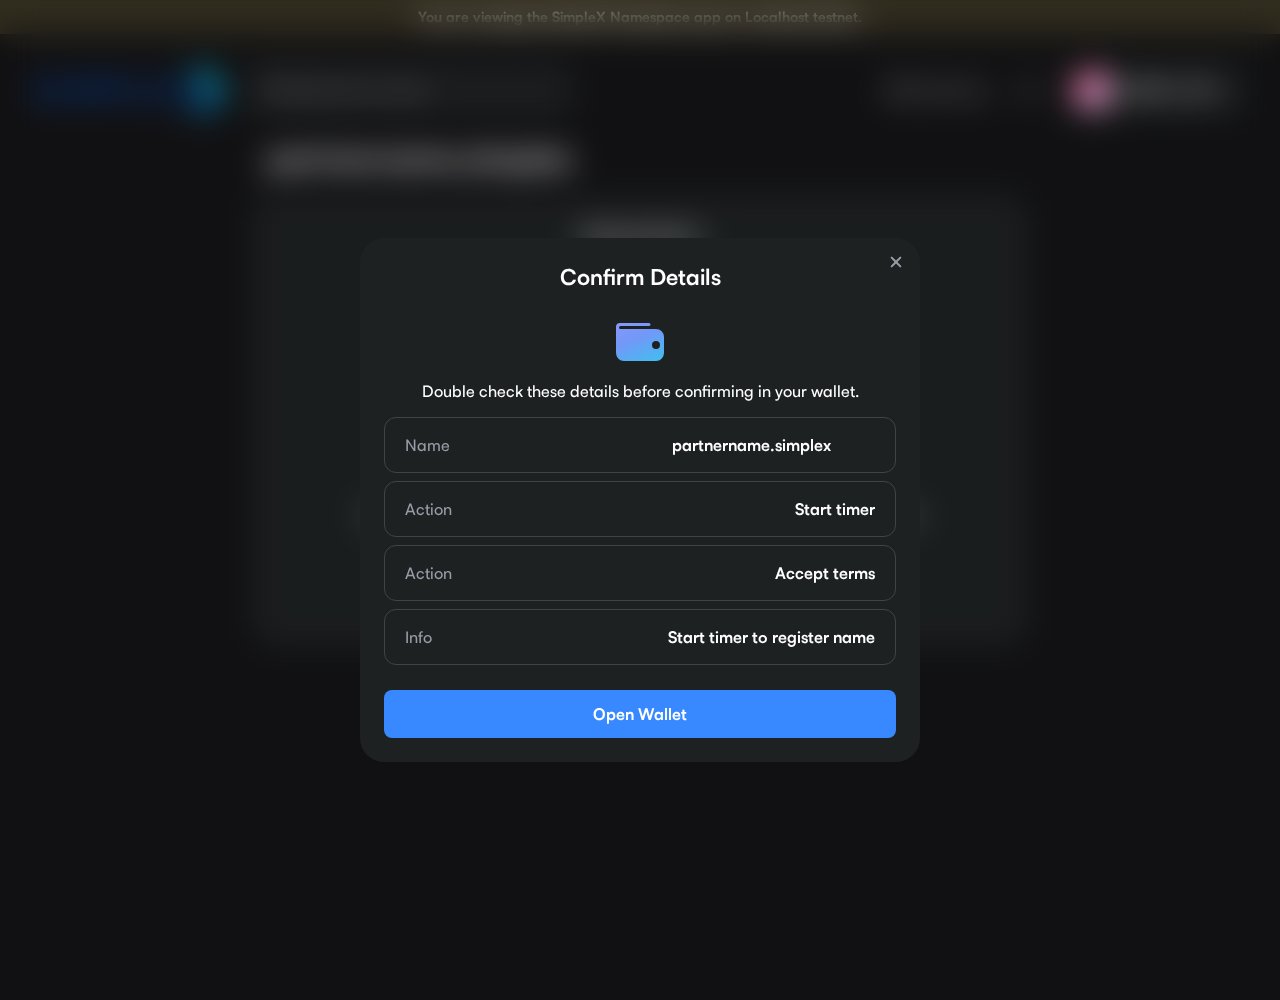 You are viewing the SimpleX Namespace app on Localhost testnet.
Confirm Details
Double check these details before confirming in your wallet.
Name partnername.simplex
Action Start timer
Action Accept terms
Info Start timer to register name
Open Wallet